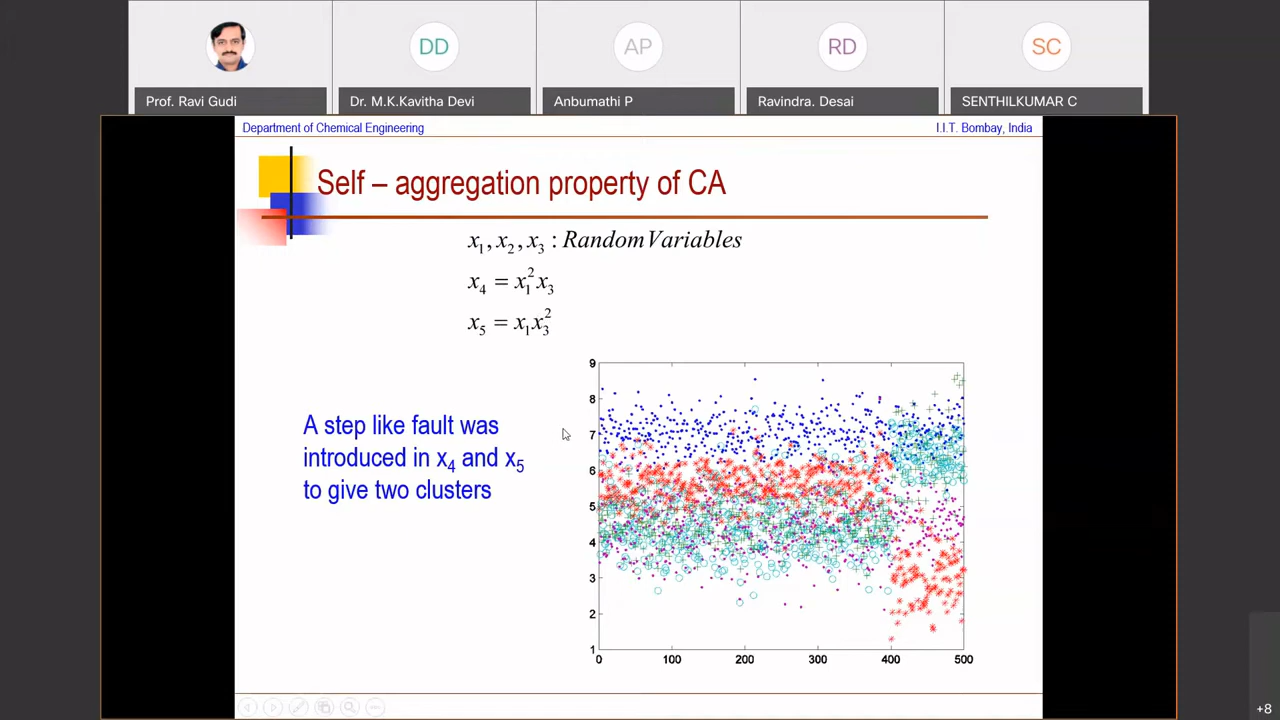 DD
AP
RD
SC
Prof. Ravi Gudi
Dr. M.K.Kavitha Devi
Anbumathi P
Ravindra. Desai
SENTHILKUMAR C
Department of Chemical Engineering
I.I.T. Bombay, India
Self – aggregation property of CA
x₁, x₂, x₃ : Random Variables
x₄ = x₁²x₃
x₅ = x₁x₃²
A step like fault was
introduced in x₄ and x₅
to give two clusters
9
8
7
6
5
4
3
2
1
0 100 200 300 400 500
+8